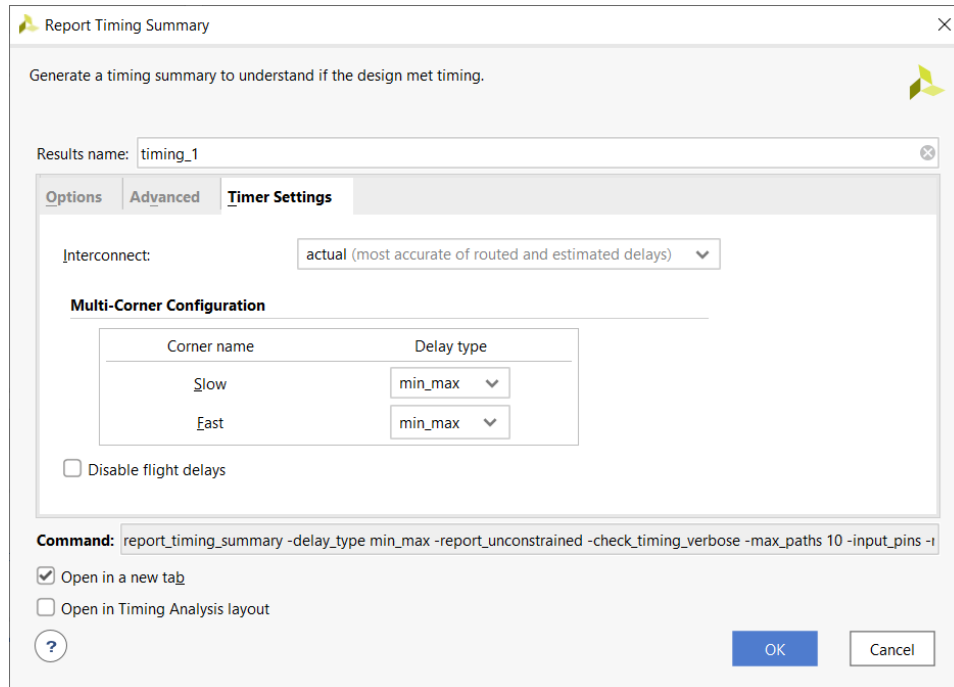 Report Timing Summary
Generate a timing summary to understand if the design met timing.
Results name: timing_1
Options Advanced Timer Settings
Interconnect: actual (most accurate of routed and estimated delays)
Multi-Corner Configuration
Corner name Delay type
Slow min_max
Fast min_max
Disable flight delays
Command: report_timing_summary -delay_type min_max -report_unconstrained -check_timing_verbose -max_paths 10 -input_pins -r
Open in a new tab
Open in Timing Analysis layout
? OK Cancel